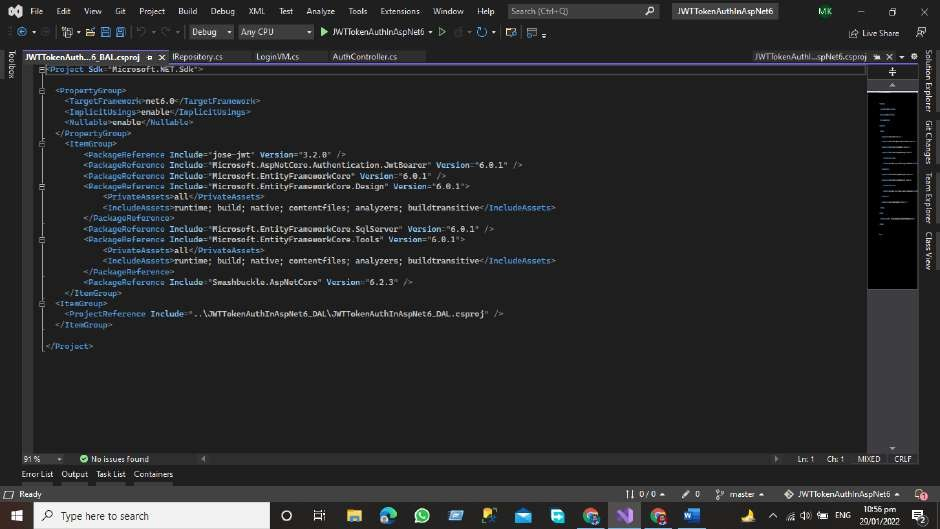 File Edit View Git Project Build Debug XML Test Analyze Tools Extensions Window Help Search (Ctrl+Q) JWTTokenAuthInAspNet6 MK
Debug Any CPU JWTTokenAuthInAspNet6 Live Share
JWTTokenAuth...6_BAL.csproj IRepository.cs LoginVM.cs AuthController.cs JWTTokenAuthI...spNet6.csproj
Toolbox
Solution Explorer
Git Changes
Team Explorer
Class View
<Project Sdk="Microsoft.NET.Sdk">
<PropertyGroup>
<TargetFramework>net6.0</TargetFramework>
<ImplicitUsings>enable</ImplicitUsings>
<Nullable>enable</Nullable>
</PropertyGroup>
<ItemGroup>
<PackageReference Include="jose-jwt" Version="3.2.0" />
<PackageReference Include="Microsoft.AspNetCore.Authentication.JwtBearer" Version="6.0.1" />
<PackageReference Include="Microsoft.EntityFrameworkCore" Version="6.0.1" />
<PackageReference Include="Microsoft.EntityFrameworkCore.Design" Version="6.0.1">
<PrivateAssets>all</PrivateAssets>
<IncludeAssets>runtime; build; native; contentfiles; analyzers; buildtransitive</IncludeAssets>
</PackageReference>
<PackageReference Include="Microsoft.EntityFrameworkCore.SqlServer" Version="6.0.1" />
<PackageReference Include="Microsoft.EntityFrameworkCore.Tools" Version="6.0.1">
<PrivateAssets>all</PrivateAssets>
<IncludeAssets>runtime; build; native; contentfiles; analyzers; buildtransitive</IncludeAssets>
</PackageReference>
<PackageReference Include="Swashbuckle.AspNetCore" Version="6.2.3" />
</ItemGroup>
<ItemGroup>
<ProjectReference Include="..\JWTTokenAuthInAspNet6_DAL\JWTTokenAuthInAspNet6_DAL.csproj" />
</ItemGroup>
</Project>
91 % No issues found Ln: 1 Ch: 1 MIXED CRLF
Error List Output Task List Containers
Ready 0 / 0 0 master JWTTokenAuthInAspNet6 1
Type here to search ENG 10:56 pm
29/01/2022 2